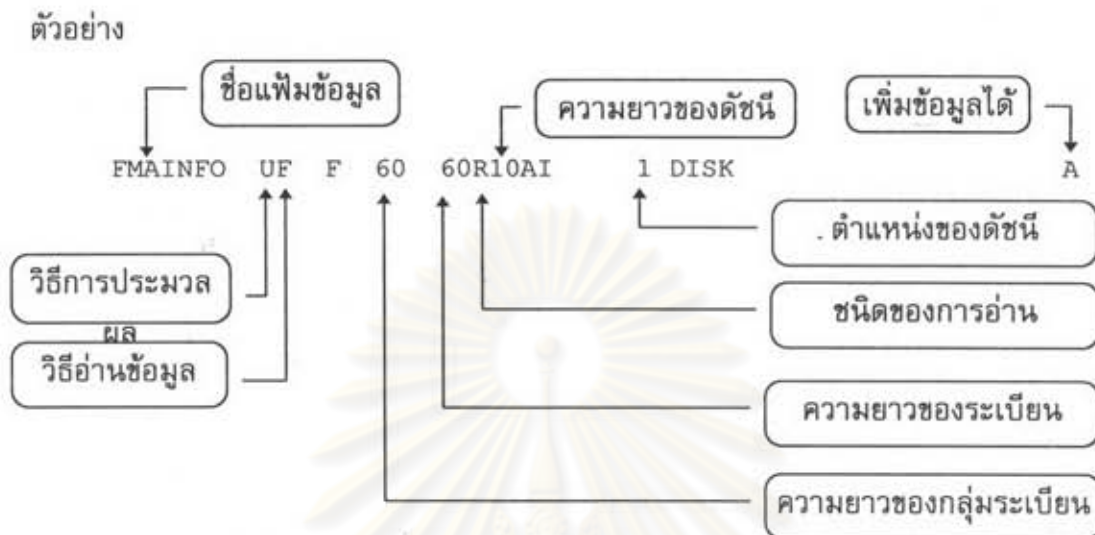 ตัวอย่าง
ชื่อแฟ้มข้อมูล
ความยาวของดัชนี
เพิ่มข้อมูลได้
FMAINFO UF F 60 60R10AI 1 DISK A
. ตำแหน่งของดัชนี
วิธีการประมวล
ผล
ชนิดของการอ่าน
วิธีอ่านข้อมูล
ความยาวของระเบียน
ความยาวของกลุ่มระเบียน